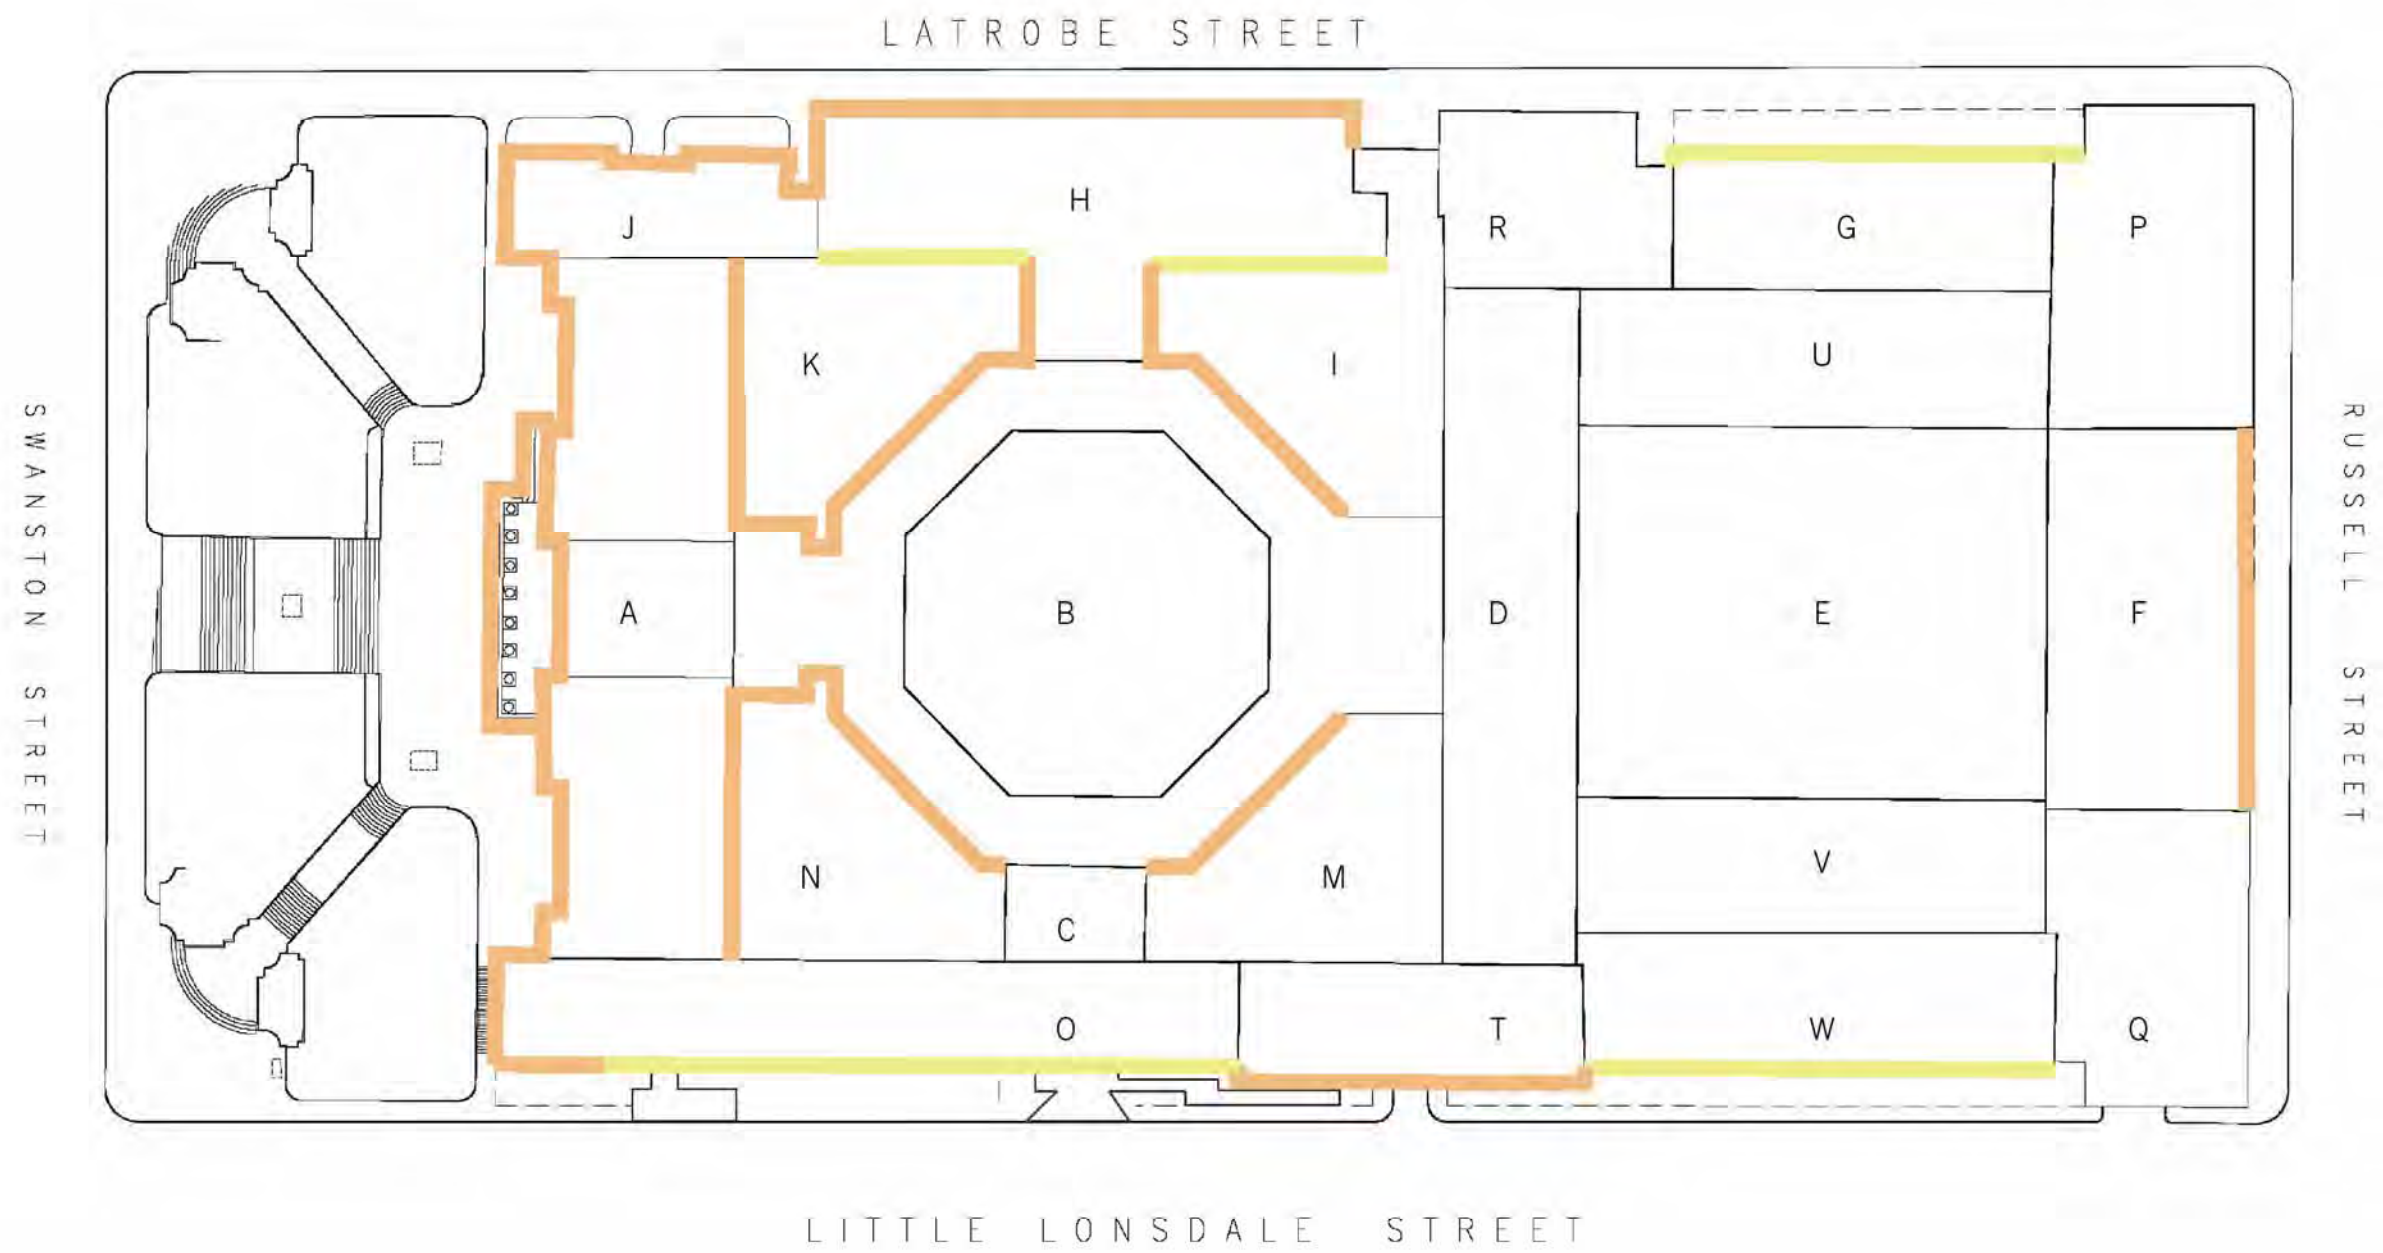 LATROBE STREET
H
J
R
G
P
K
I
U
SWANSTON STREET
RUSSELL STREET
A
B
D
E
F
N
M
V
C
O
T
W
Q
LITTLE LONSDALE STREET